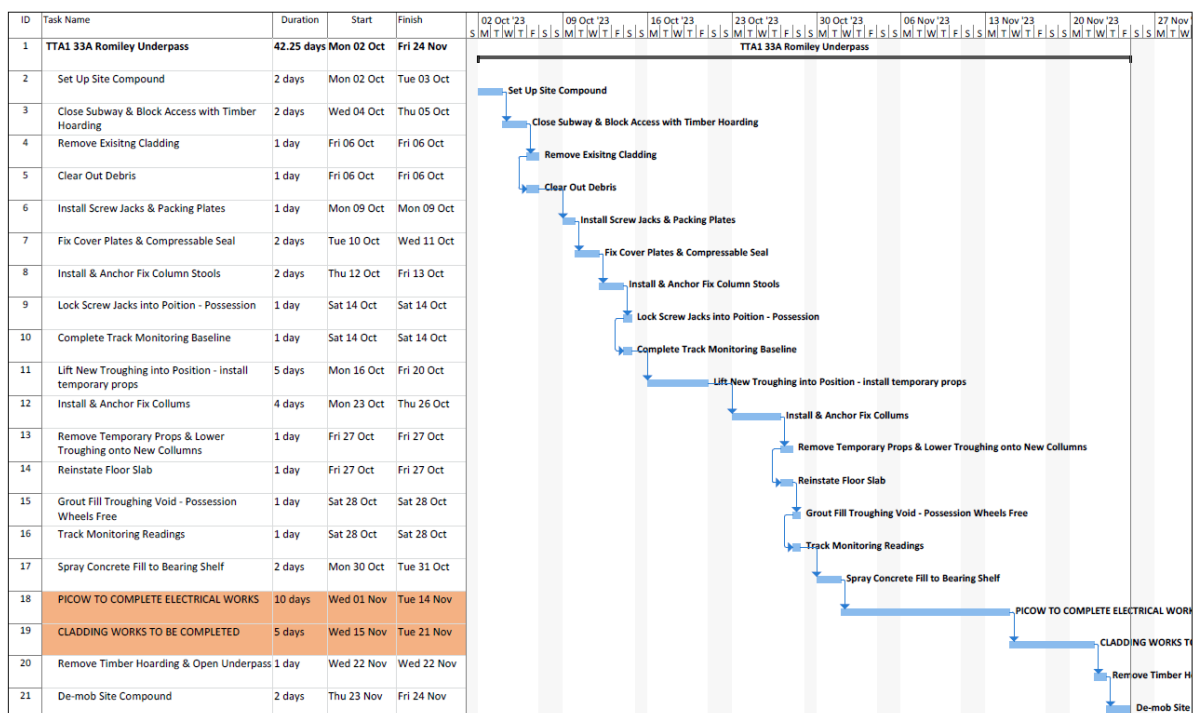 ID Task Name Duration Start Finish 02 Oct '23 09 Oct '23 16 Oct '23 23 Oct '23 30 Oct '23 06 Nov '23 13 Nov '23 20 Nov '23 27 Nov
S M T W T F S S M T W T F S S M T W T F S S M T W T F S S M T W T F S S M T W T F S S M T W T F S S M T W T F S S M T W
1 TTA1 33A Romiley Underpass 42.25 days Mon 02 Oct Fri 24 Nov TTA1 33A Romiley Underpass
2 Set Up Site Compound 2 days Mon 02 Oct Tue 03 Oct Set Up Site Compound
3 Close Subway & Block Access with Timber 2 days Wed 04 Oct Thu 05 Oct Close Subway & Block Access with Timber Hoarding
Hoarding
4 Remove Exisitng Cladding 1 day Fri 06 Oct Fri 06 Oct Remove Exisitng Cladding
5 Clear Out Debris 1 day Fri 06 Oct Fri 06 Oct Clear Out Debris
6 Install Screw Jacks & Packing Plates 1 day Mon 09 Oct Mon 09 Oct Install Screw Jacks & Packing Plates
7 Fix Cover Plates & Compressable Seal 2 days Tue 10 Oct Wed 11 Oct Fix Cover Plates & Compressable Seal
8 Install & Anchor Fix Column Stools 2 days Thu 12 Oct Fri 13 Oct Install & Anchor Fix Column Stools
9 Lock Screw Jacks into Poition - Possession 1 day Sat 14 Oct Sat 14 Oct Lock Screw Jacks into Poition - Possession
10 Complete Track Monitoring Baseline 1 day Sat 14 Oct Sat 14 Oct Complete Track Monitoring Baseline
11 Lift New Troughing into Position - install 5 days Mon 16 Oct Fri 20 Oct Lift New Troughing into Position - install temporary props
temporary props
12 Install & Anchor Fix Collums 4 days Mon 23 Oct Thu 26 Oct Install & Anchor Fix Collums
13 Remove Temporary Props & Lower 1 day Fri 27 Oct Fri 27 Oct Remove Temporary Props & Lower Troughing onto New Collumns
Troughing onto New Collumns
14 Reinstate Floor Slab 1 day Fri 27 Oct Fri 27 Oct Reinstate Floor Slab
15 Grout Fill Troughing Void - Possession 1 day Sat 28 Oct Sat 28 Oct Grout Fill Troughing Void - Possession Wheels Free
Wheels Free
16 Track Monitoring Readings 1 day Sat 28 Oct Sat 28 Oct Track Monitoring Readings
17 Spray Concrete Fill to Bearing Shelf 2 days Mon 30 Oct Tue 31 Oct Spray Concrete Fill to Bearing Shelf
18 PICOW TO COMPLETE ELECTRICAL WORKS 10 days Wed 01 Nov Tue 14 Nov PICOW TO COMPLETE ELECTRICAL WORK
19 CLADDING WORKS TO BE COMPLETED 5 days Wed 15 Nov Tue 21 Nov CLADDING WORKS TO
20 Remove Timber Hoarding & Open Underpass 1 day Wed 22 Nov Wed 22 Nov Remove Timber H
21 De-mob Site Compound 2 days Thu 23 Nov Fri 24 Nov De-mob Site